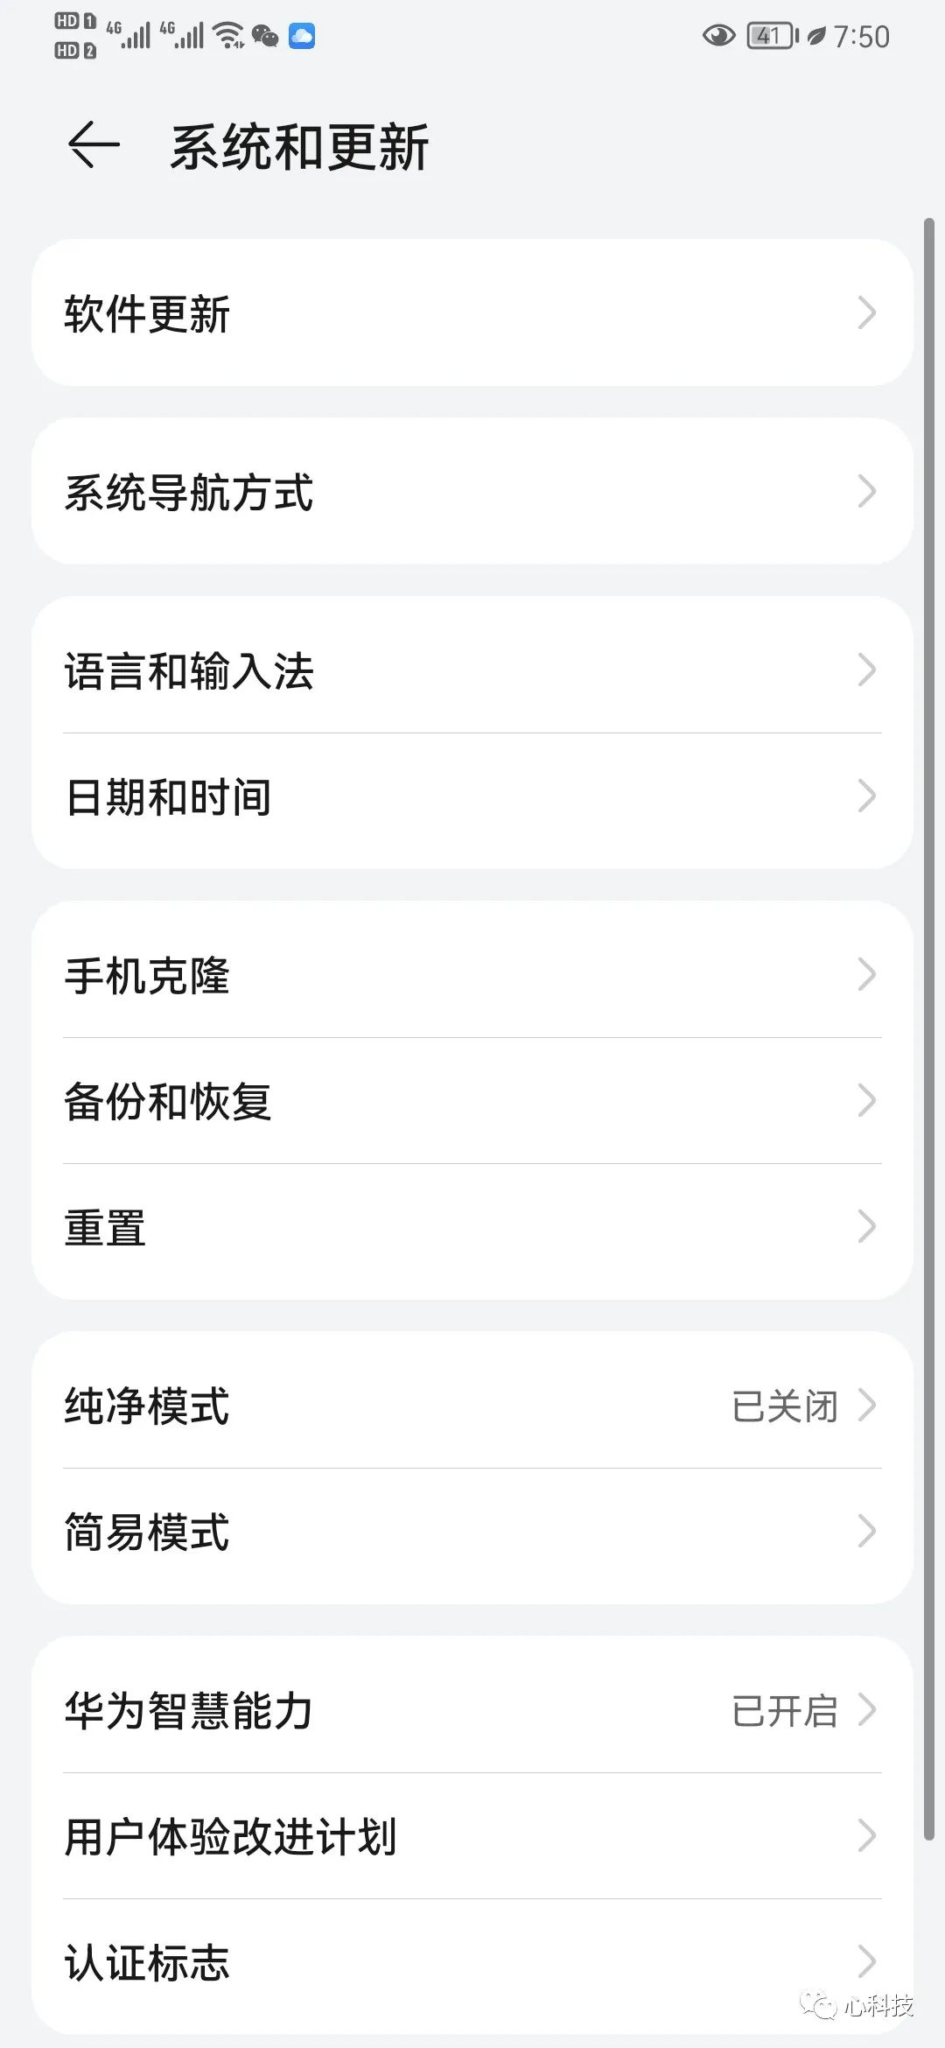 HD 1 4G 4G 41 7:50
HD 2
系统和更新
软件更新
系统导航方式
语言和输入法
日期和时间
手机克隆
备份和恢复
重置
纯净模式 已关闭
简易模式
华为智慧能力 已开启
用户体验改进计划
认证标志
心科技